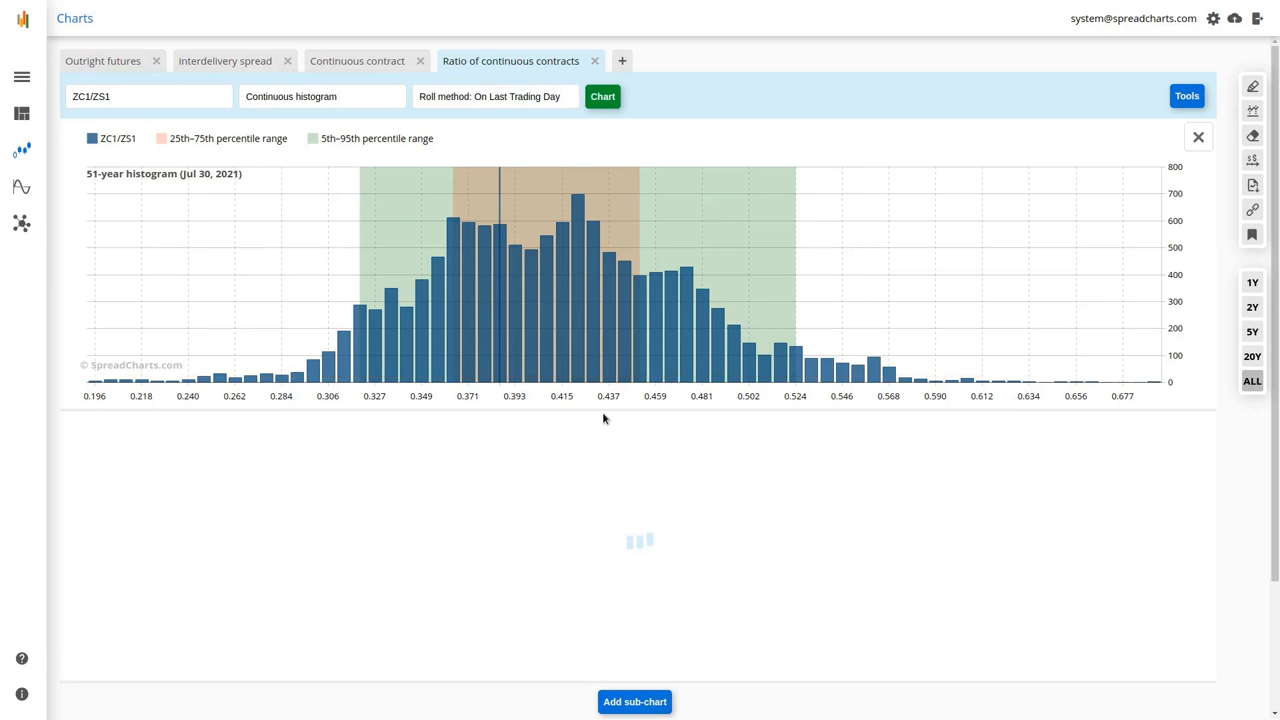 Charts
system@spreadcharts.com
Outright futures
Interdelivery spread
Continuous contract
Ratio of continuous contracts
+
ZC1/ZS1
Continuous histogram
Roll method: On Last Trading Day
Chart
Tools
ZC1/ZS1
25th–75th percentile range
5th–95th percentile range
51-year histogram (Jul 30, 2021)
800
700
600
500
400
300
200
100
0
© SpreadCharts.com
0.196 0.218 0.240 0.262 0.284 0.306 0.327 0.349 0.371 0.393 0.415 0.437 0.459 0.481 0.502 0.524 0.546 0.568 0.590 0.612 0.634 0.656 0.677
1Y
2Y
5Y
20Y
ALL
Add sub-chart